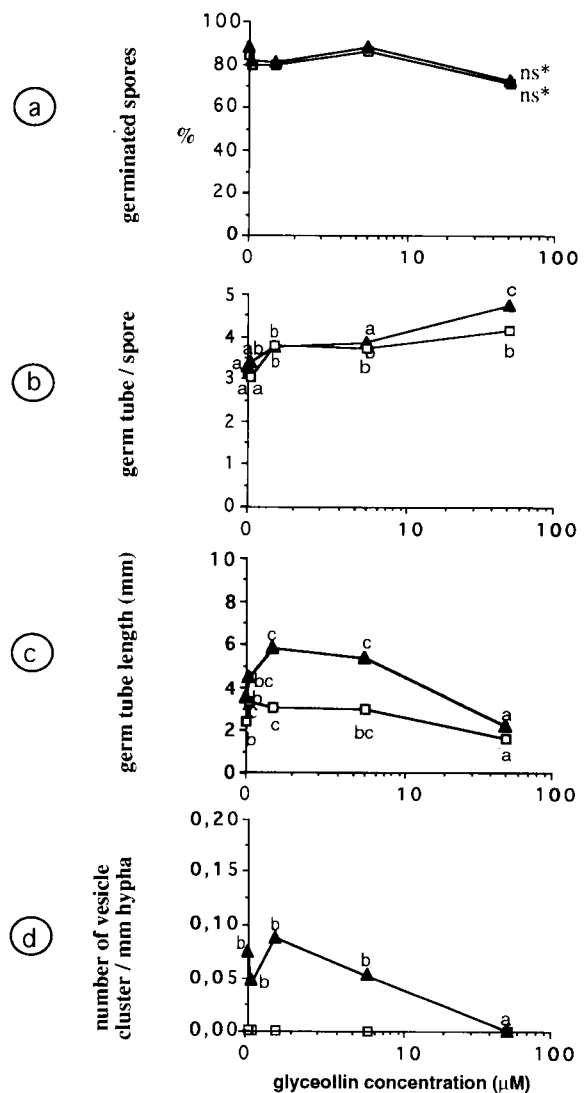 100
80
60
40
20
0
%
germinated spores
a
ns*
ns*
0 10 100
5
4
3
2
1
0
germ tube / spore
b
a ab b a c
a a b b b b
0 10 100
10
8
6
4
2
0
germ tube length (mm)
c
c c
bc b a
b c bc a
0 10 100
0,20
0,15
0,10
0,05
0,00
number of vesicle
cluster / mm hypha
d
b b b b a
0 10 100
glyceollin concentration (µM)